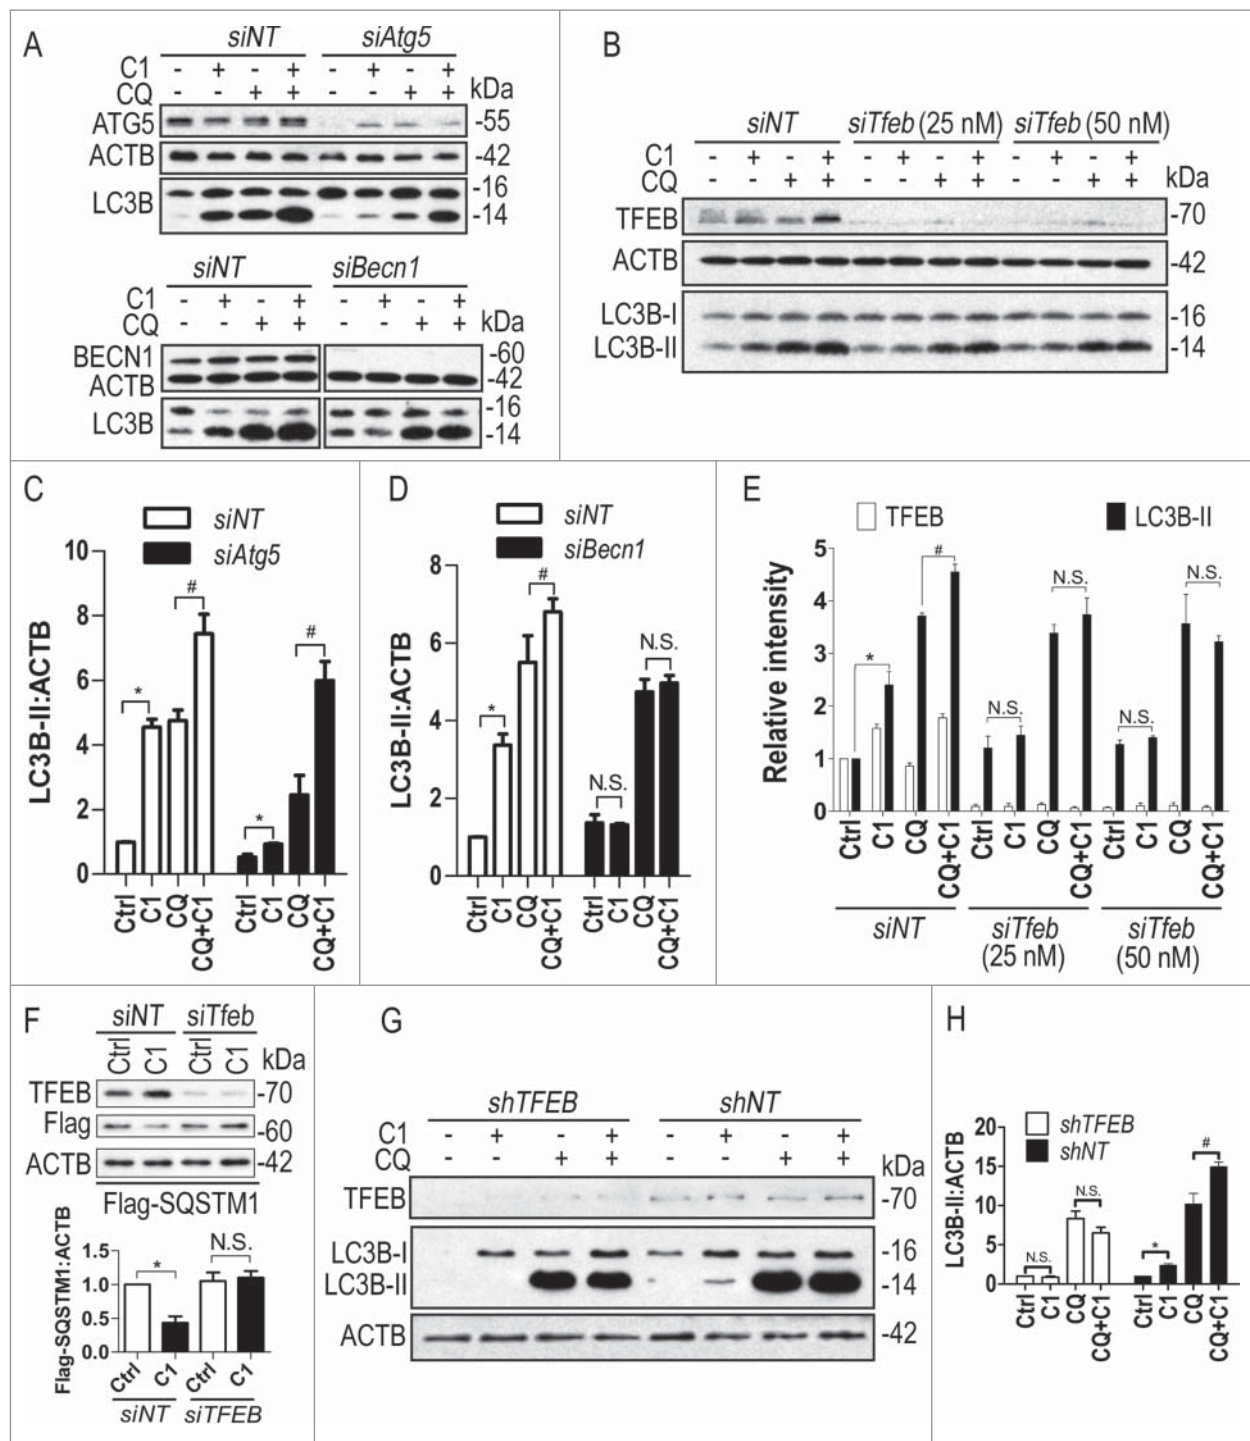 A
siNT siAtg5
C1 - + - + - + - +
CQ - - + + - - + + kDa
ATG5 -55
ACTB -42
LC3B -16
-14
siNT siBecn1
C1 - + - + - + - +
CQ - - + + - - + + kDa
BECN1 -60
ACTB -42
LC3B -16
-14
B
siNT siTfeb (25 nM) siTfeb (50 nM)
C1 - + - + - + - + - + - +
CQ - - + + - - + + - - + + kDa
TFEB -70
ACTB -42
LC3B-I -16
LC3B-II -14
C
siNT
siAtg5
LC3B-II:ACTB
10
8
6
4
2
0
* # * #
Ctrl C1 CQ CQ+C1 Ctrl C1 CQ CQ+C1
D
siNT
siBecn1
LC3B-II:ACTB
8
6
4
2
0
* # N.S. N.S.
Ctrl C1 CQ CQ+C1 Ctrl C1 CQ CQ+C1
E
TFEB LC3B-II
Relative intensity
5
4
3
2
1
0
* # N.S. N.S. N.S. N.S.
Ctrl C1 CQ CQ+C1 Ctrl C1 CQ CQ+C1 Ctrl C1 CQ CQ+C1
siNT siTfeb siTfeb
(25 nM) (50 nM)
F
siNT siTfeb
Ctrl C1 Ctrl C1 kDa
TFEB -70
Flag -60
ACTB -42
Flag-SQSTM1
Flag-SQSTM1:ACTB
1.5
1.0
0.5
0.0
* N.S.
Ctrl C1 Ctrl C1
siNT siTFEB
G
shTFEB shNT
C1 - + - + - + - +
CQ - - + + - - + + kDa
TFEB -70
LC3B-I -16
LC3B-II -14
ACTB -42
H
shTFEB
shNT
LC3B-II:ACTB
20
15
10
5
0
N.S. N.S. * #
Ctrl C1 CQ CQ+C1 Ctrl C1 CQ CQ+C1